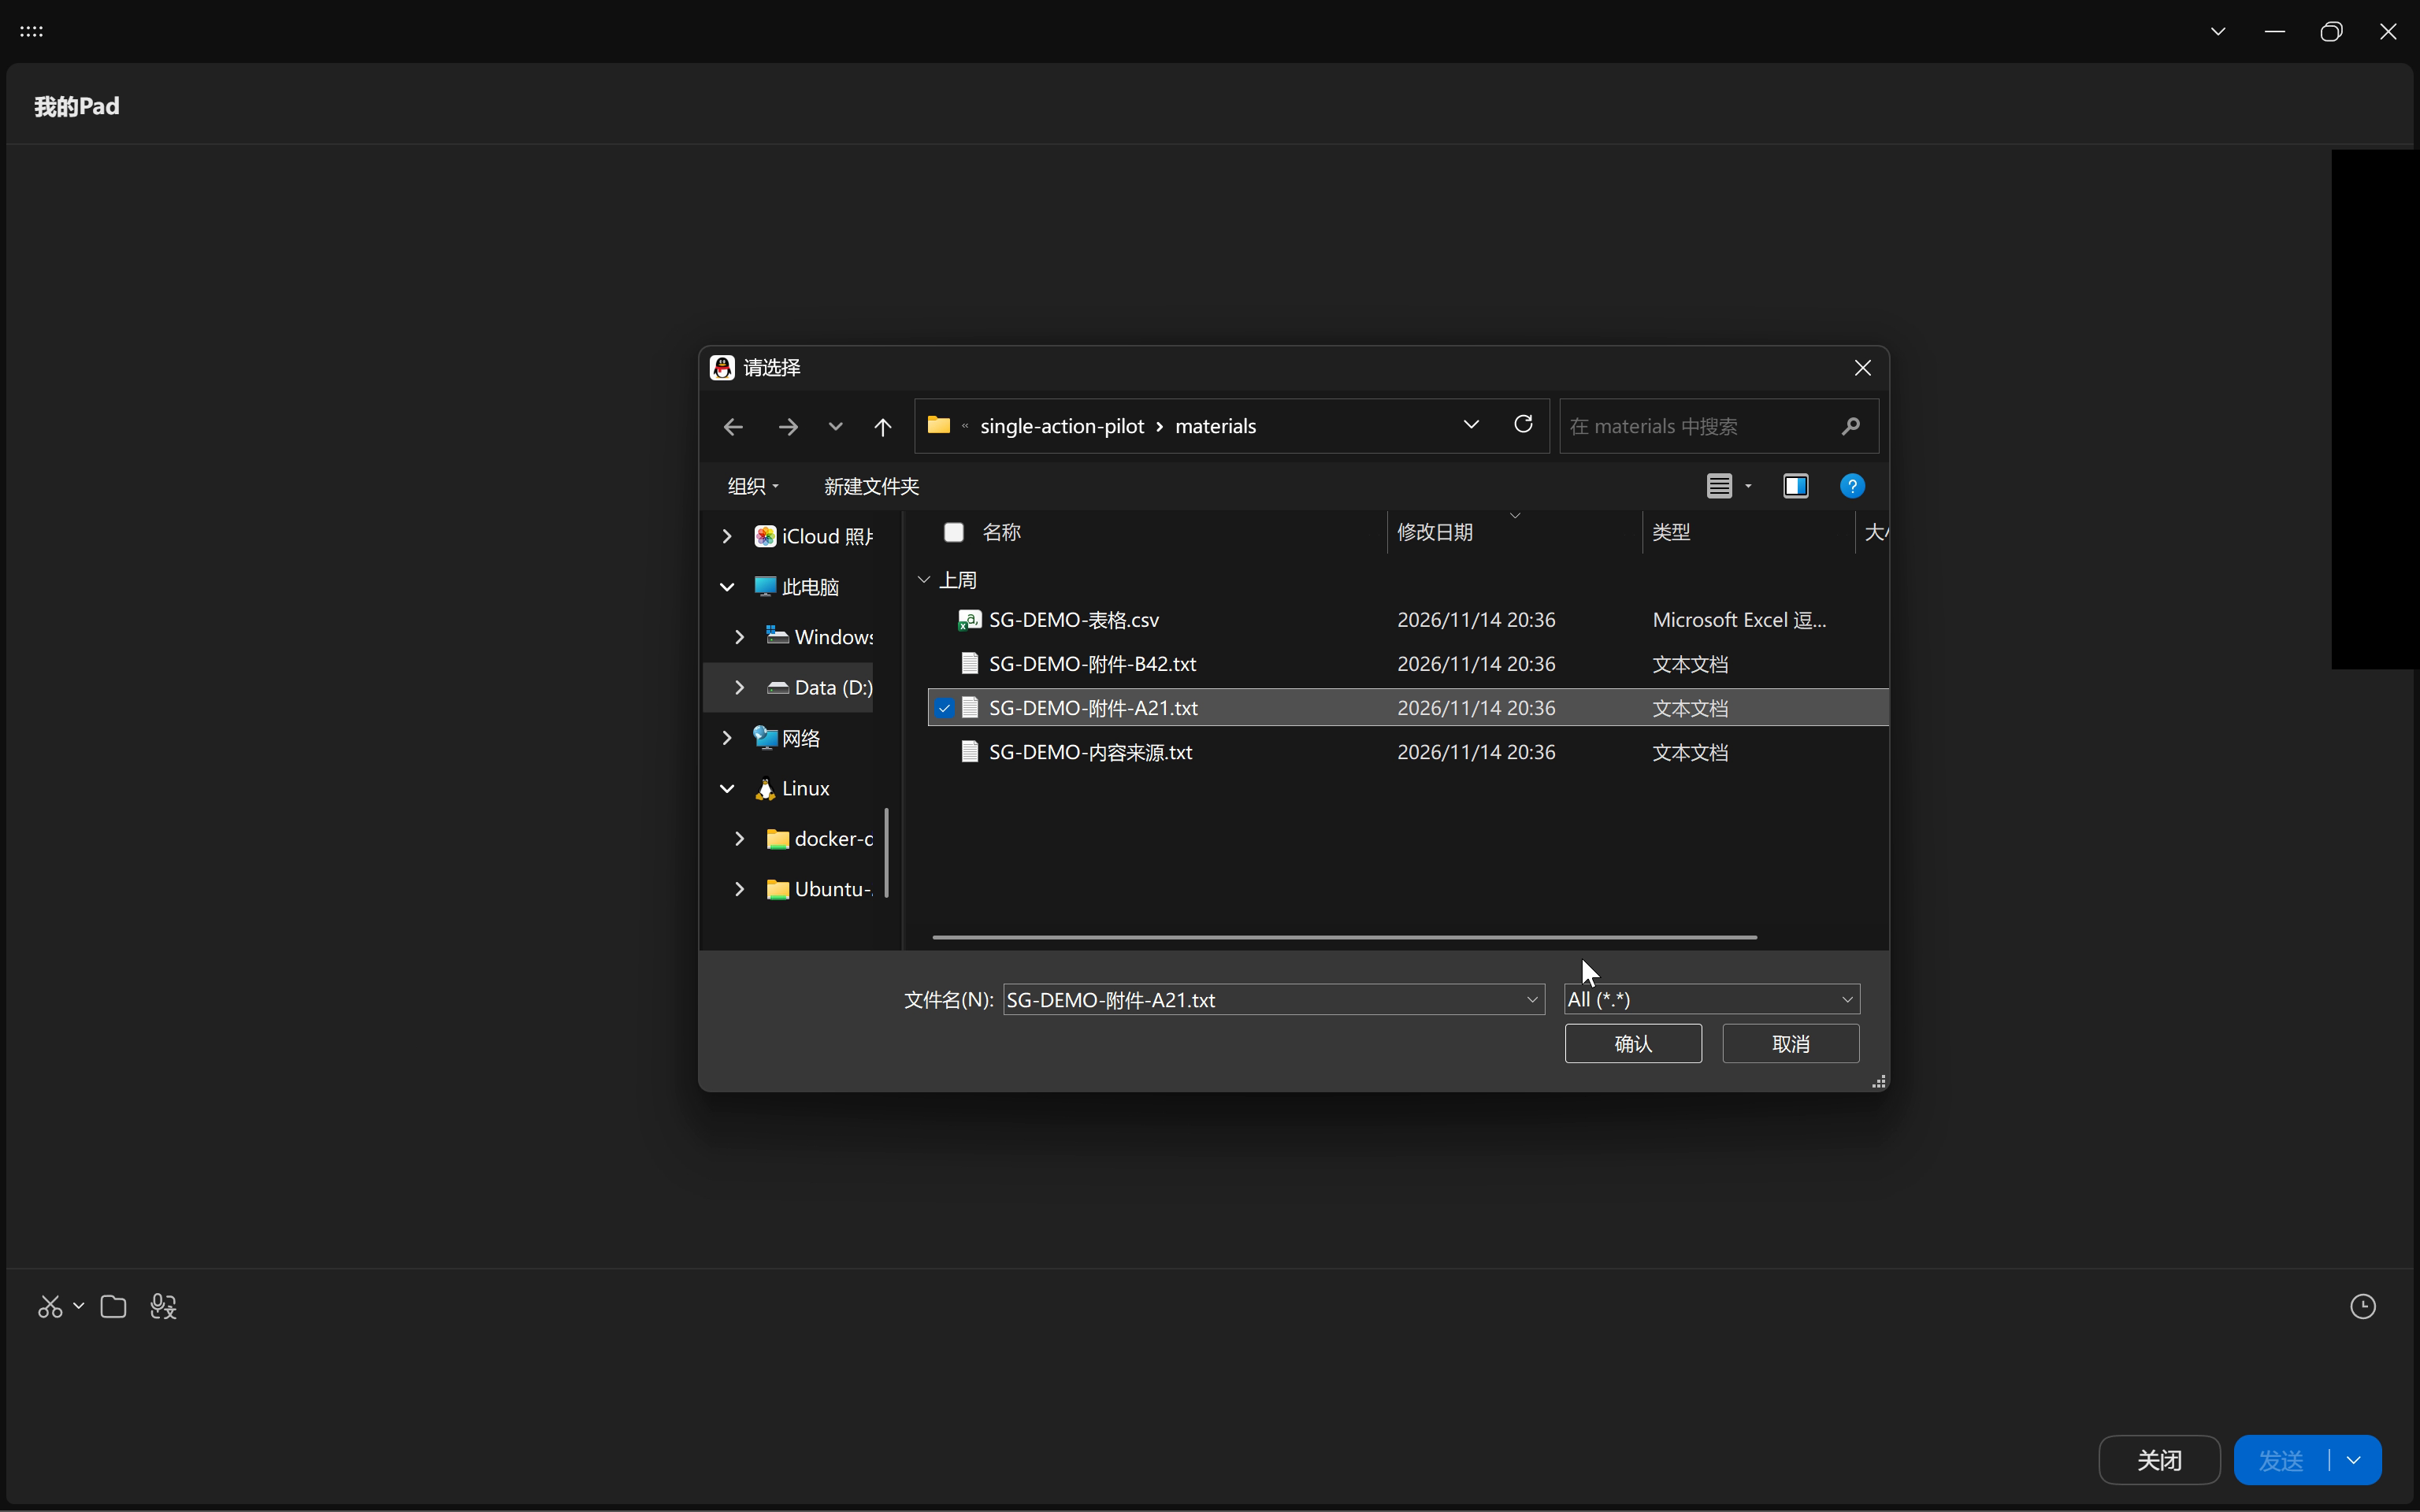 我的Pad
请选择
« single-action-pilot › materials
在 materials 中搜索
组织
新建文件夹
名称 修改日期 类型
iCloud 照
此电脑
Windows
Data (D:)
网络
Linux
docker-
Ubuntu-
上周
SG-DEMO-表格.csv 2026/11/14 20:36 Microsoft Excel 逗...
SG-DEMO-附件-B42.txt 2026/11/14 20:36 文本文档
SG-DEMO-附件-A21.txt 2026/11/14 20:36 文本文档
SG-DEMO-内容来源.txt 2026/11/14 20:36 文本文档
文件名(N): SG-DEMO-附件-A21.txt
All (*.*)
确认 取消
关闭 发送